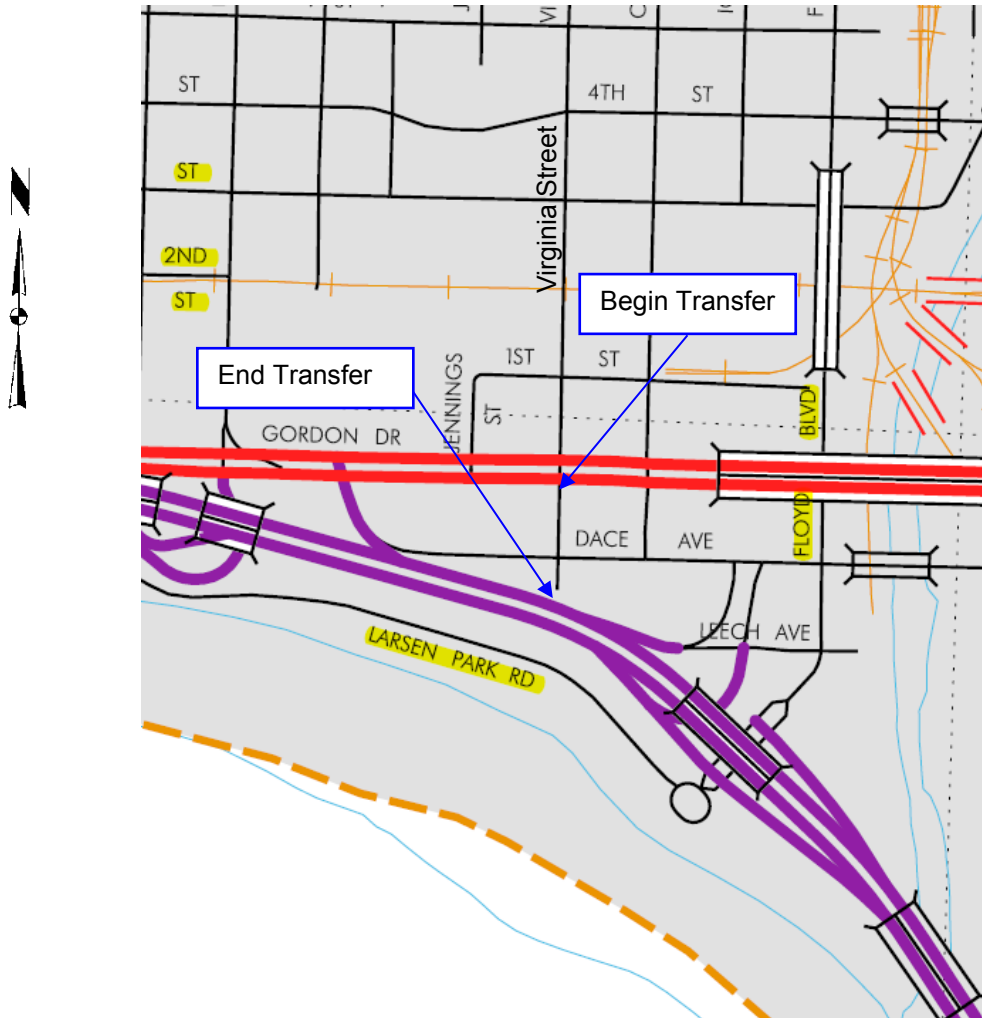 ST
4TH ST
Virginia Street
ST
N
2ND
ST
Begin Transfer
End Transfer
JENNINGS
ST
1ST ST
BLVD
GORDON DR
FLOYD
DACE AVE
LEECH AVE
LARSEN PARK RD